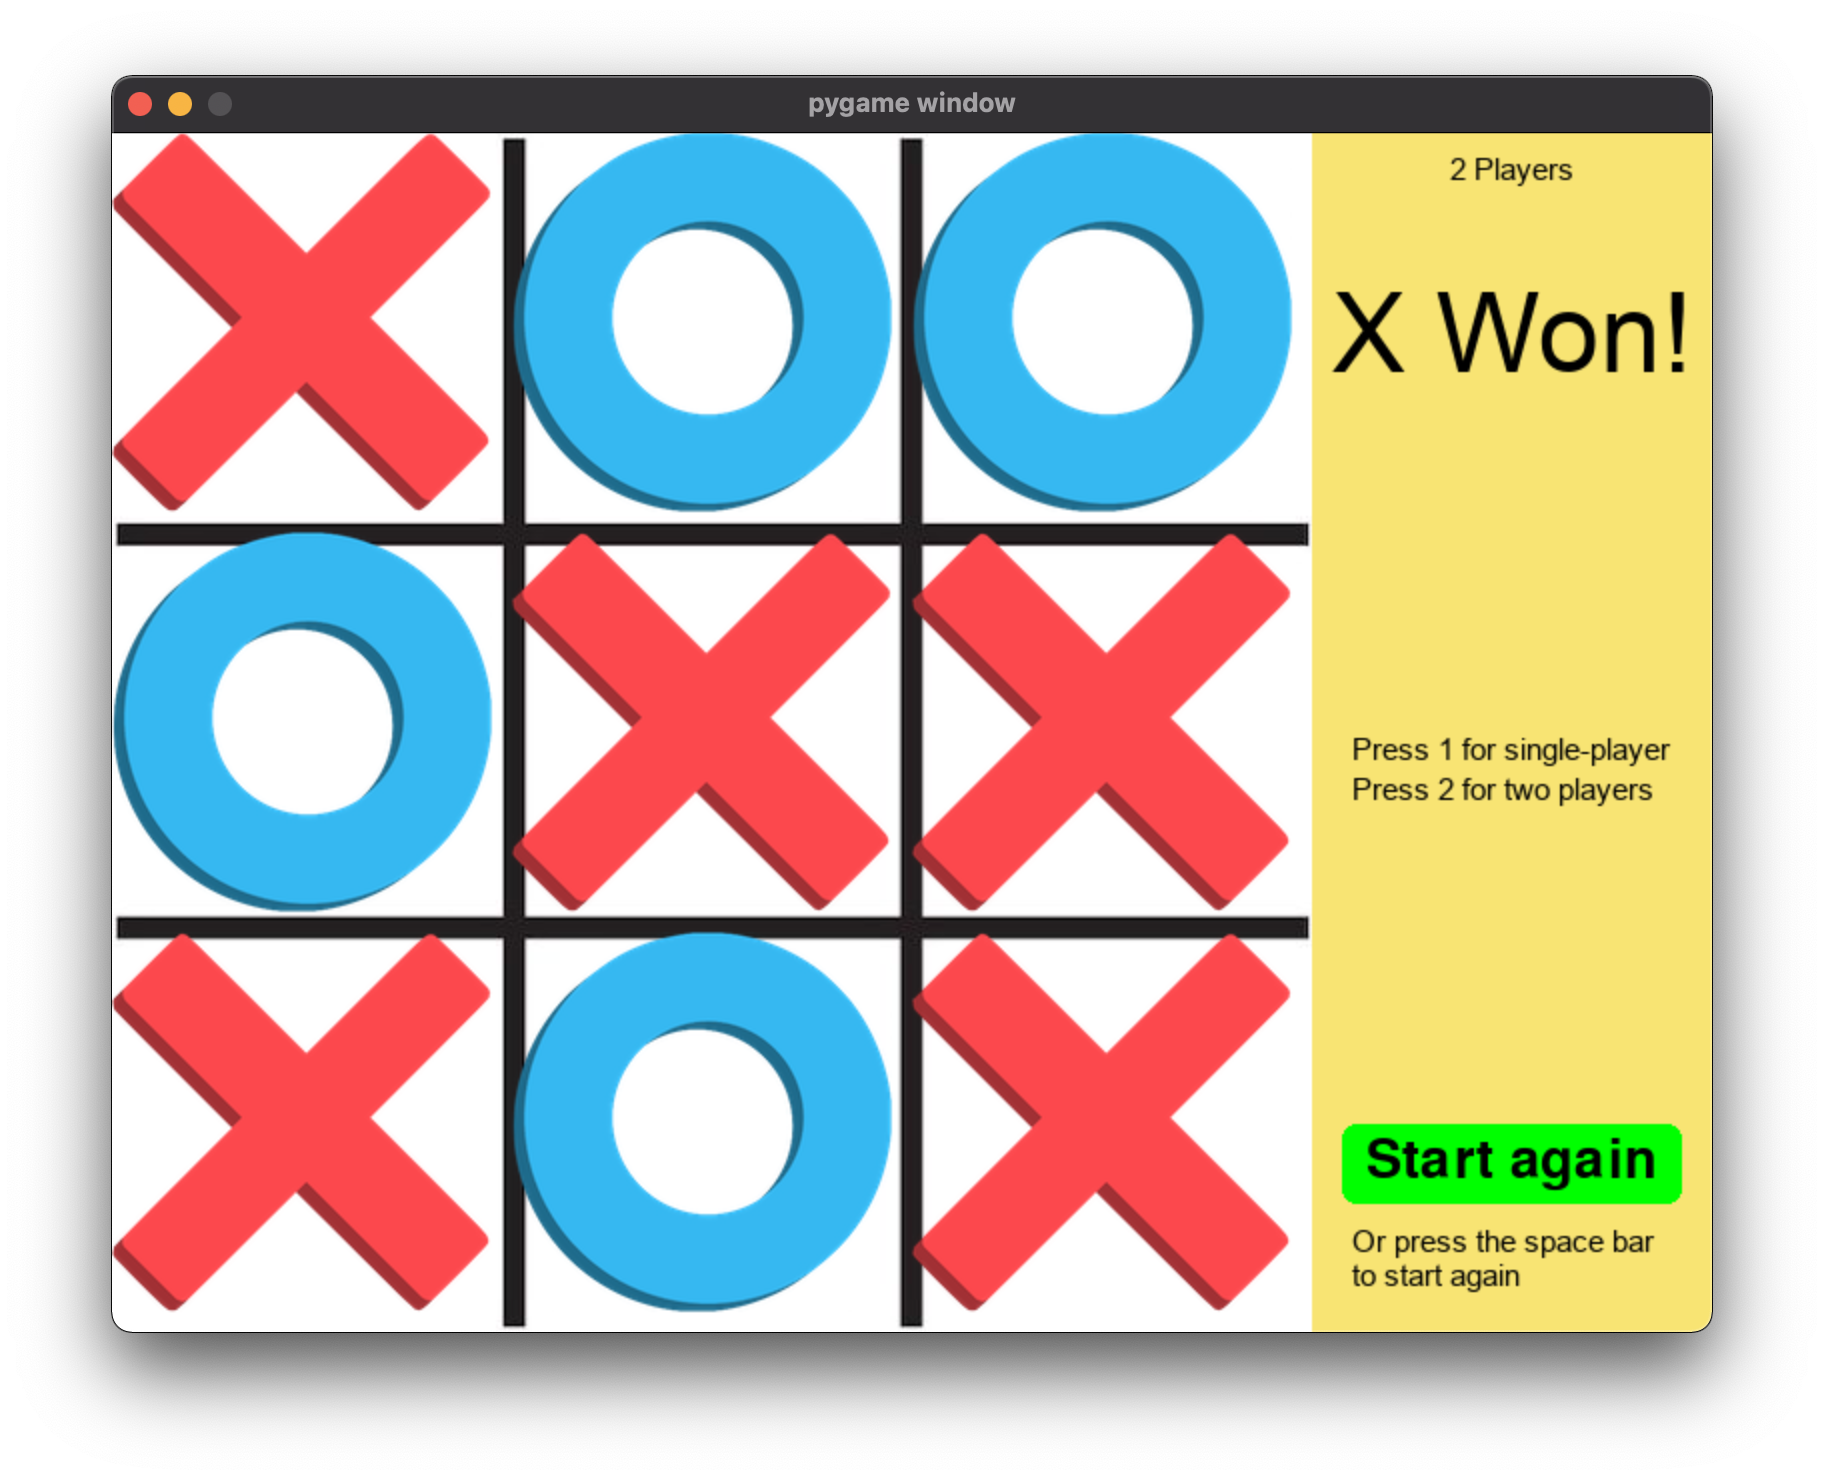 pygame window
2 Players
X Won!
Press 1 for single-player
Press 2 for two players
Start again
Or press the space bar
to start again